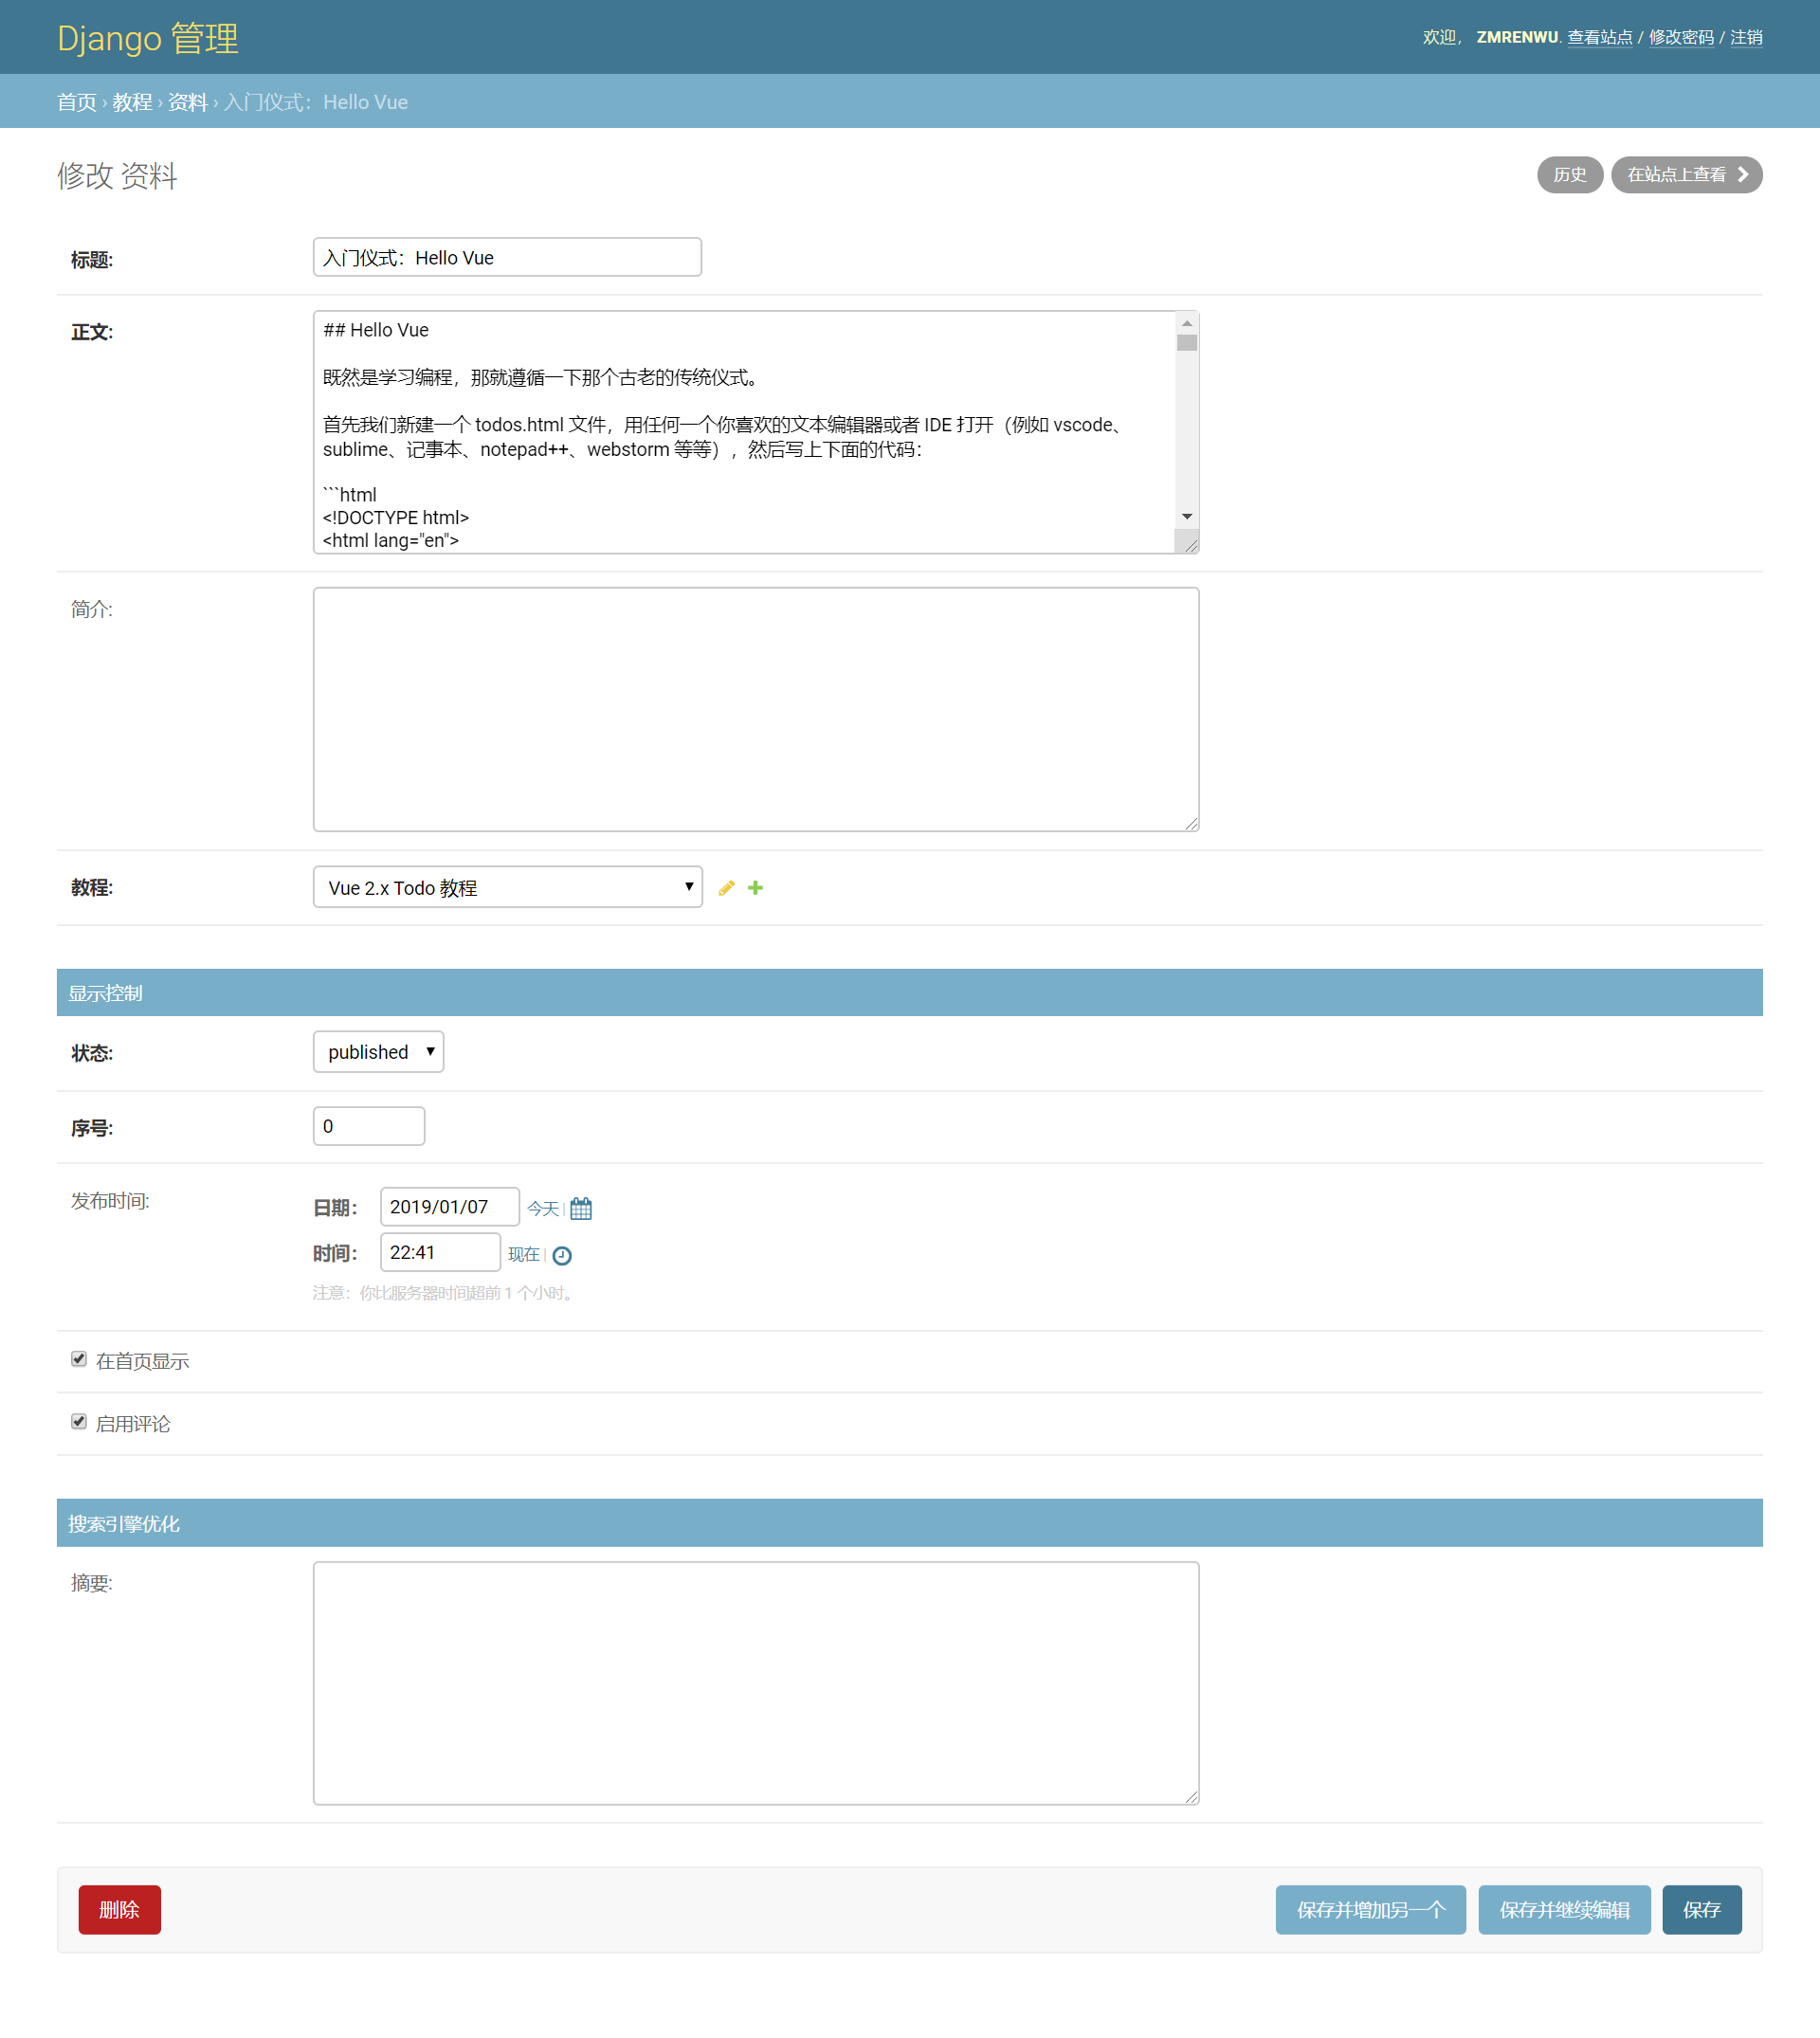 Django 管理
欢迎， ZMRENWU. 查看站点 / 修改密码 / 注销
首页 › 教程 › 资料 › 入门仪式：Hello Vue
修改 资料
历史
在站点上查看
标题:
入门仪式：Hello Vue
正文:
## Hello Vue
既然是学习编程，那就遵循一下那个古老的传统仪式。
首先我们新建一个 todos.html 文件，用任何一个你喜欢的文本编辑器或者 IDE 打开（例如 vscode、
sublime、记事本、notepad++、webstorm 等等），然后写上下面的代码：
```html
<!DOCTYPE html>
<html lang="en">
简介:
教程:
Vue 2.x Todo 教程
显示控制
状态:
published
序号:
0
发布时间:
日期： 2019/01/07 今天 |
时间： 22:41 现在 |
注意：你比服务器时间超前 1 个小时。
在首页显示
启用评论
搜索引擎优化
摘要:
删除
保存并增加另一个
保存并继续编辑
保存